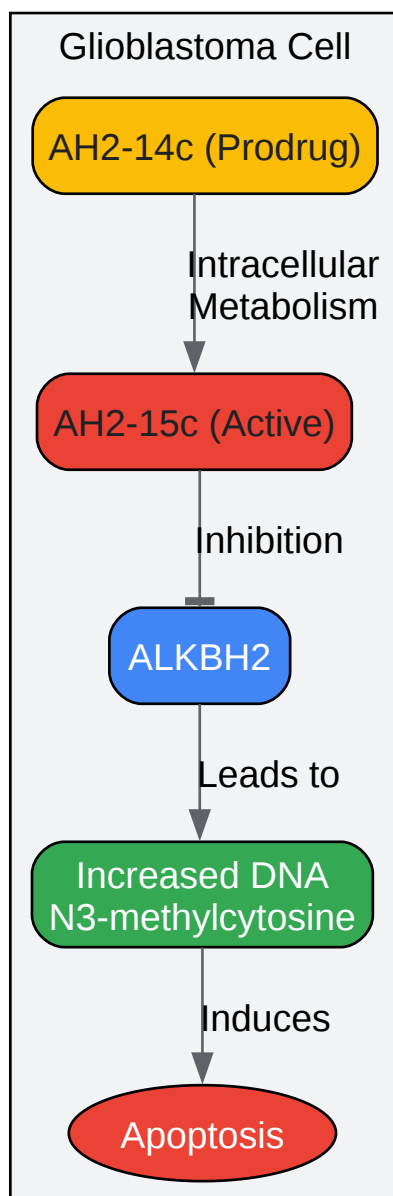 Glioblastoma Cell
AH2-14c (Prodrug)
Intracellular
Metabolism
AH2-15c (Active)
Inhibition
ALKBH2
Leads to
Increased DNA
N3-methylcytosine
Induces
Apoptosis